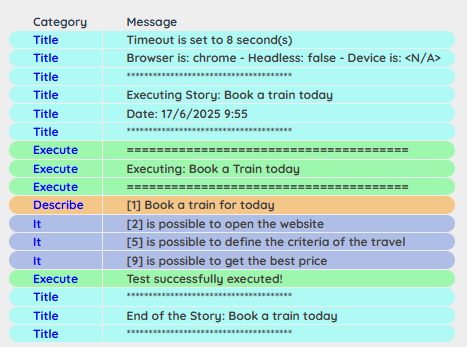 Category Message
Title Timeout is set to 8 second(s)
Title Browser is: chrome - Headless: false - Device is: <N/A>
Title **************************************
Title Executing Story: Book a train today
Title Date: 17/6/2025 9:55
Title **************************************
Execute ======================================
Execute Executing: Book a Train today
Execute ======================================
Describe [1] Book a train for today
It [2] is possible to open the website
It [5] is possible to define the criteria of the travel
It [9] is possible to get the best price
Execute Test successfully executed!
Title **************************************
Title End of the Story: Book a train today
Title **************************************